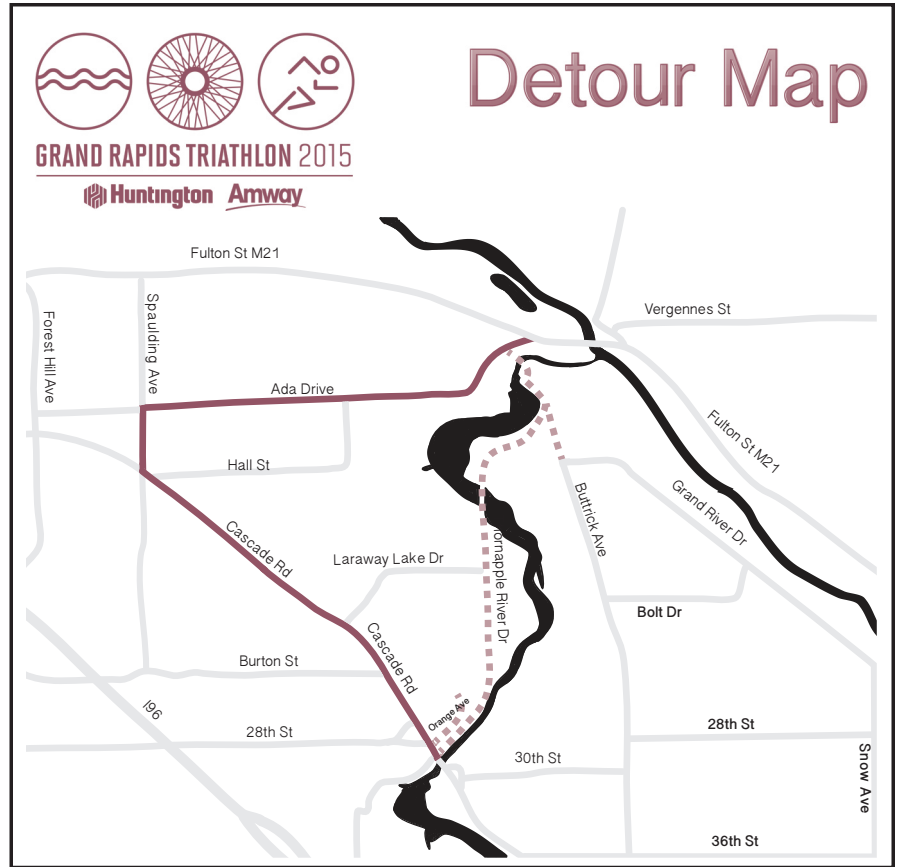 Detour Map
GRAND RAPIDS TRIATHLON 2015
Huntington Amway
Fulton St M21
Vergennes St
Forest Hill Ave
Spaulding Ave
Ada Drive
Fulton St M21
Hall St
Grand River Dr
Buttrick Ave
Cascade Rd
Laraway Lake Dr
ornapple River Dr
Bolt Dr
Cascade Rd
Burton St
I96
Orange Ave
28th St
28th St
30th St
Snow Ave
36th St